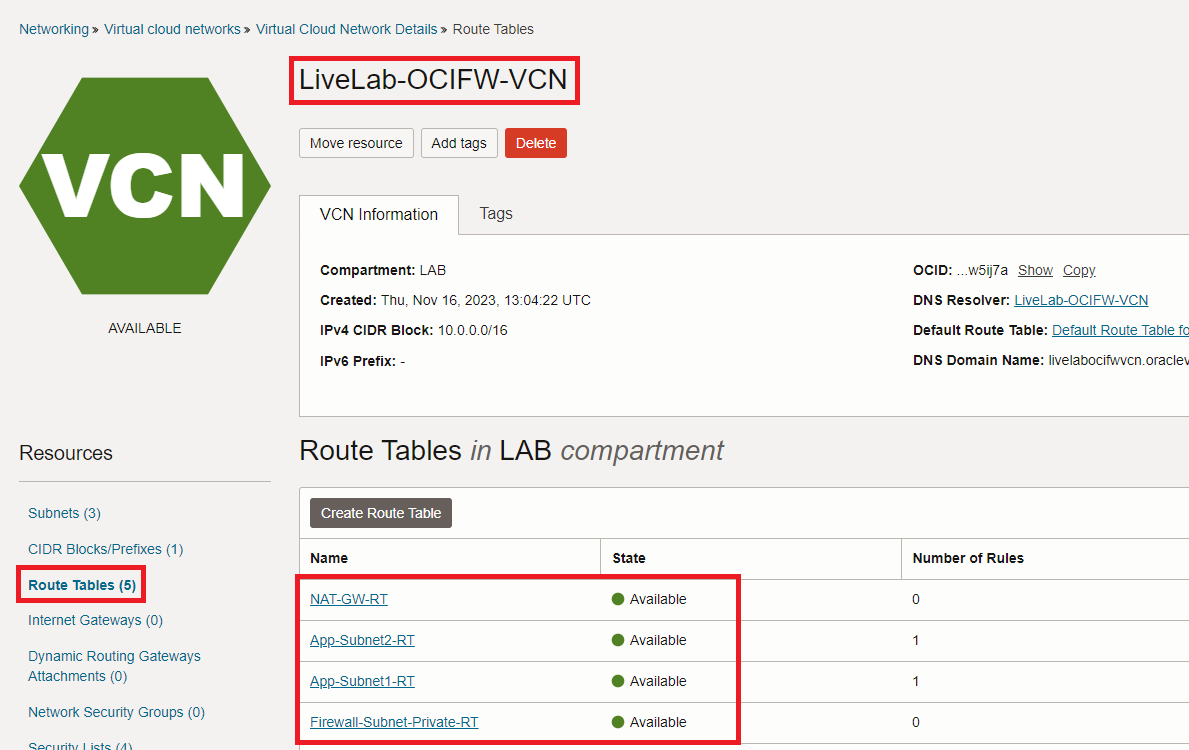 Networking » Virtual cloud networks » Virtual Cloud Network Details » Route Tables
VCN
AVAILABLE
LiveLab-OCIFW-VCN
Move resource Add tags Delete
VCN Information Tags
Compartment: LAB
Created: Thu, Nov 16, 2023, 13:04:22 UTC
IPv4 CIDR Block: 10.0.0.0/16
IPv6 Prefix: -
OCID: ...w5ij7a Show Copy
DNS Resolver: LiveLab-OCIFW-VCN
Default Route Table: Default Route Table fo
DNS Domain Name: livelabocifwvcn.oraclev
Resources
Subnets (3)
CIDR Blocks/Prefixes (1)
Route Tables (5)
Internet Gateways (0)
Dynamic Routing Gateways
Attachments (0)
Network Security Groups (0)
Security Lists (4)
Route Tables in LAB compartment
Create Route Table
Name State Number of Rules
NAT-GW-RT Available 0
App-Subnet2-RT Available 1
App-Subnet1-RT Available 1
Firewall-Subnet-Private-RT Available 0